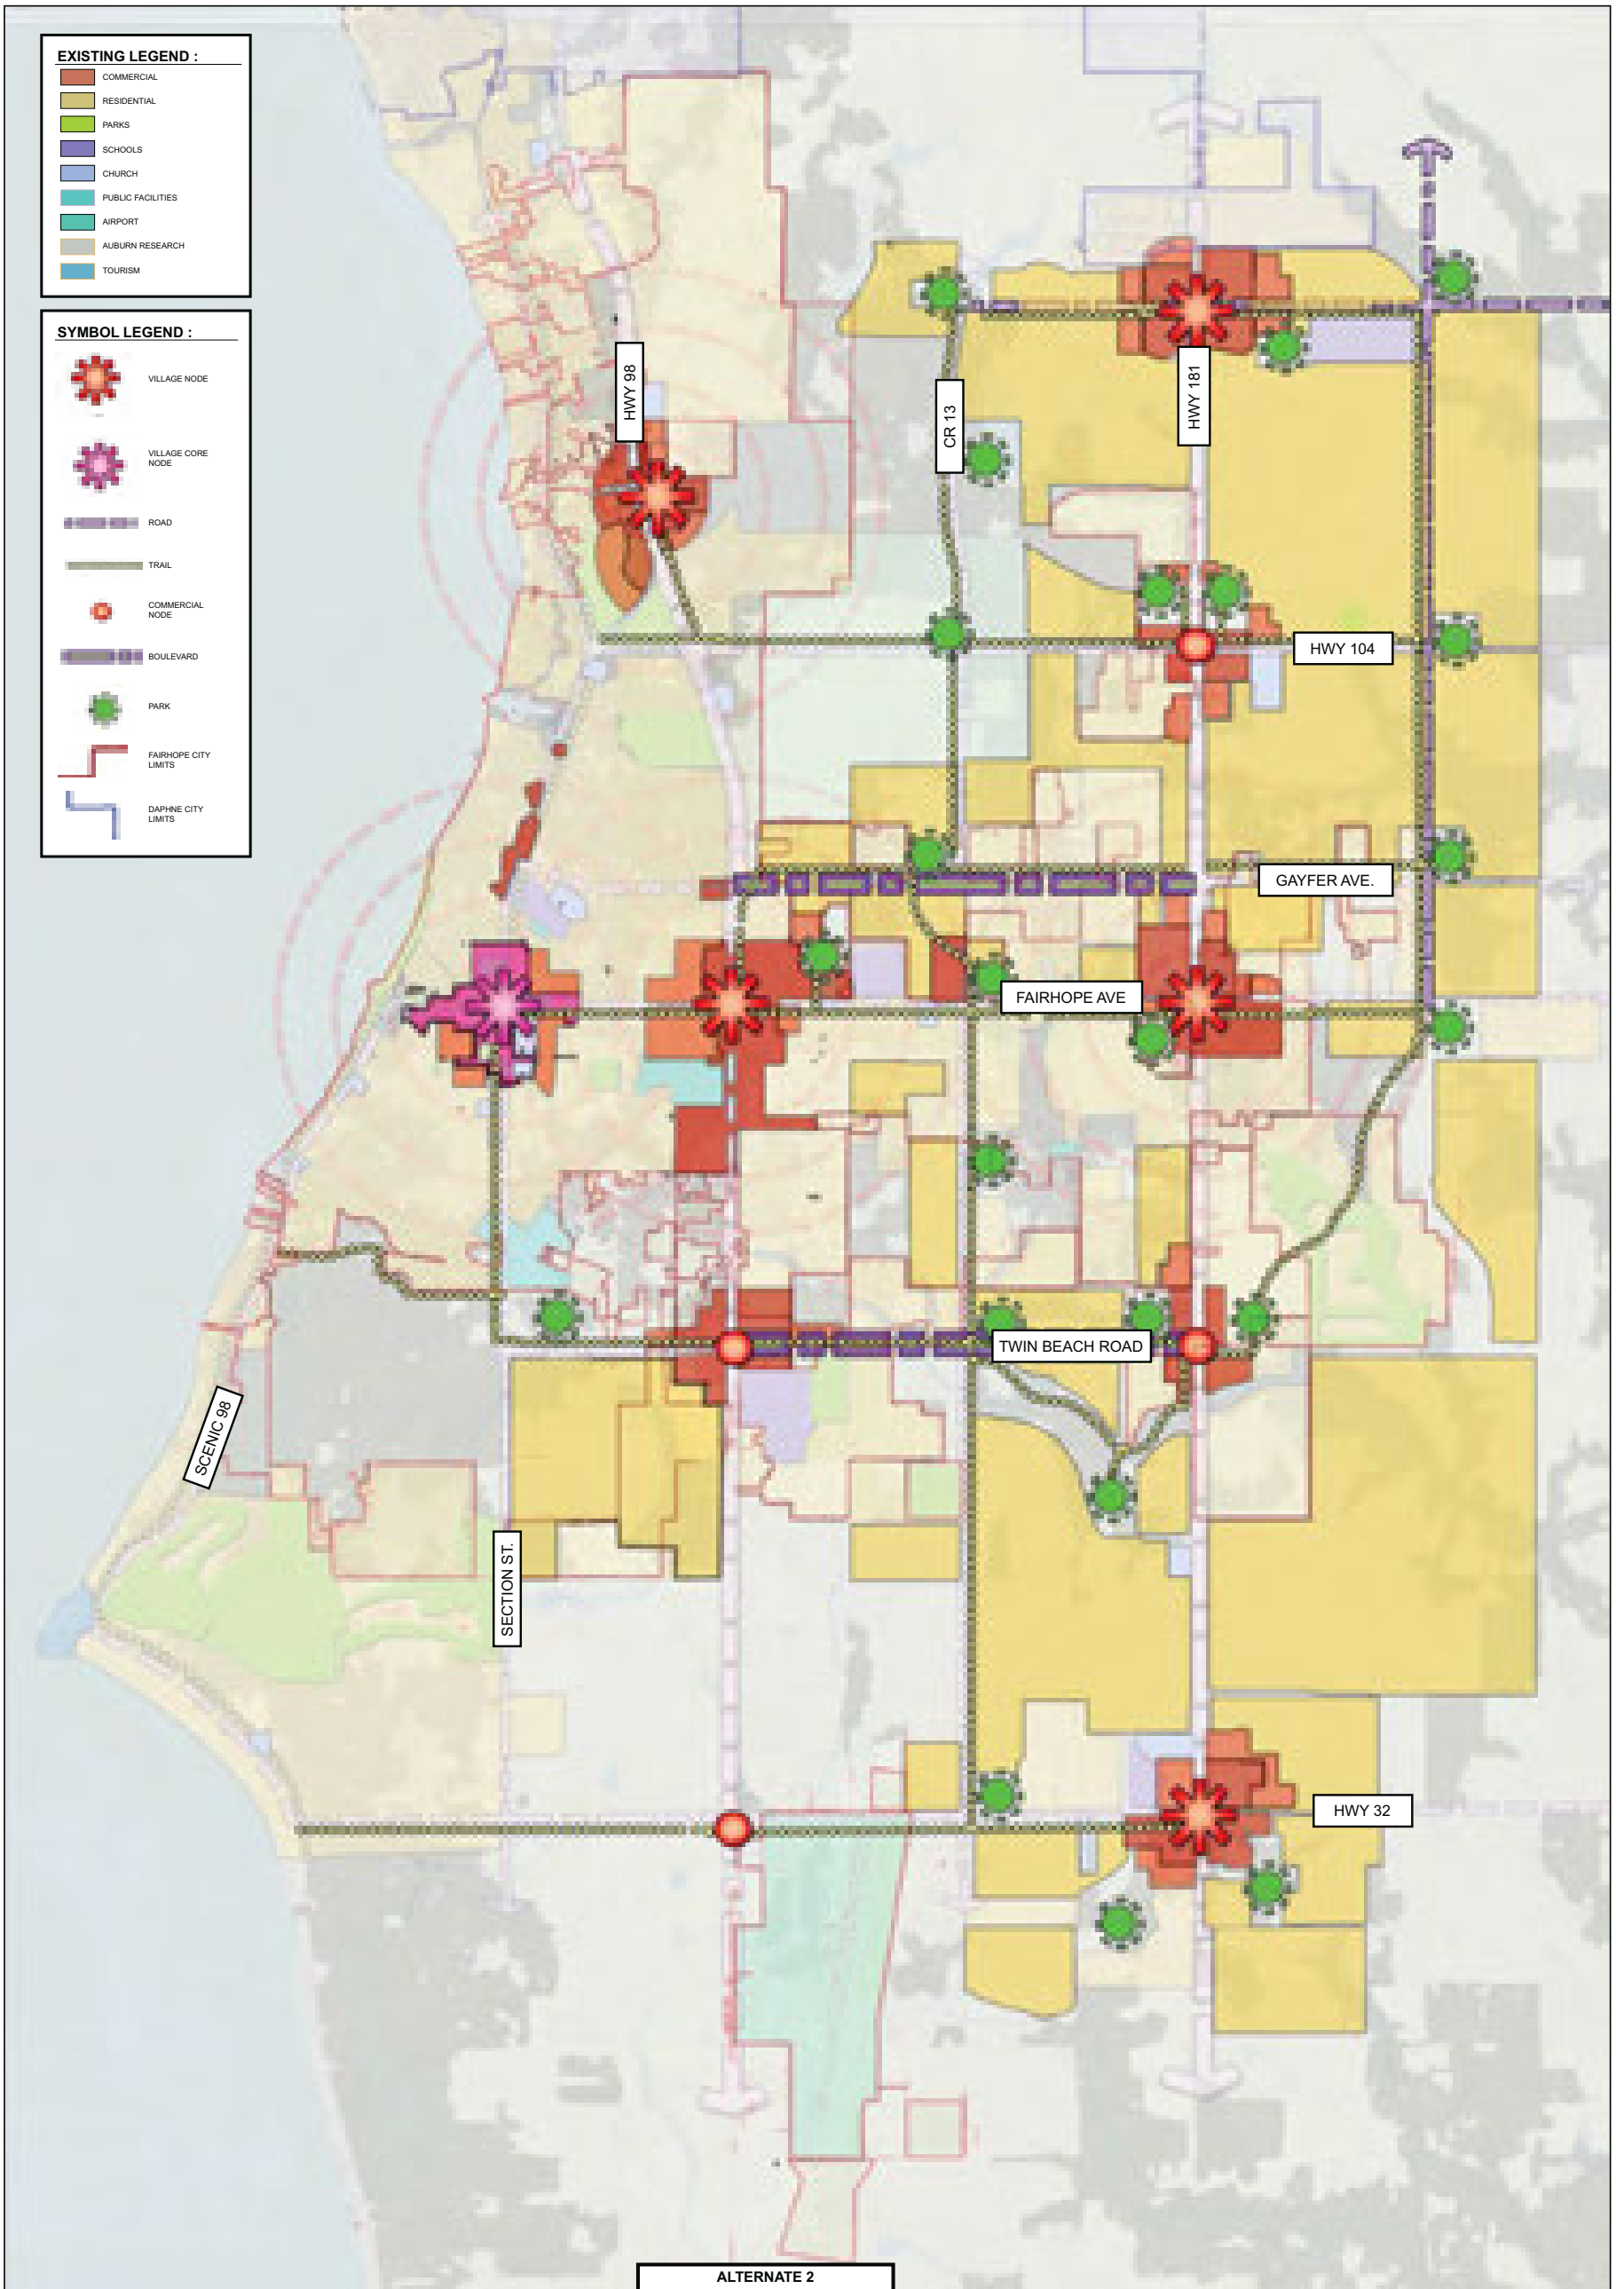 EXISTING LEGEND :
COMMERCIAL
RESIDENTIAL
PARKS
SCHOOLS
CHURCH
PUBLIC FACILITIES
AIRPORT
AUBURN RESEARCH
TOURISM
SYMBOL LEGEND :
VILLAGE NODE
VILLAGE CORE
NODE
ROAD
TRAIL
COMMERCIAL
NODE
BOULEVARD
PARK
FAIRHOPE CITY
LIMITS
DAPHNE CITY
LIMITS
HWY 98
CR 13
HWY 181
HWY 104
GAYFER AVE.
FAIRHOPE AVE
TWIN BEACH ROAD
SCENIC 98
SECTION ST.
HWY 32
ALTERNATE 2